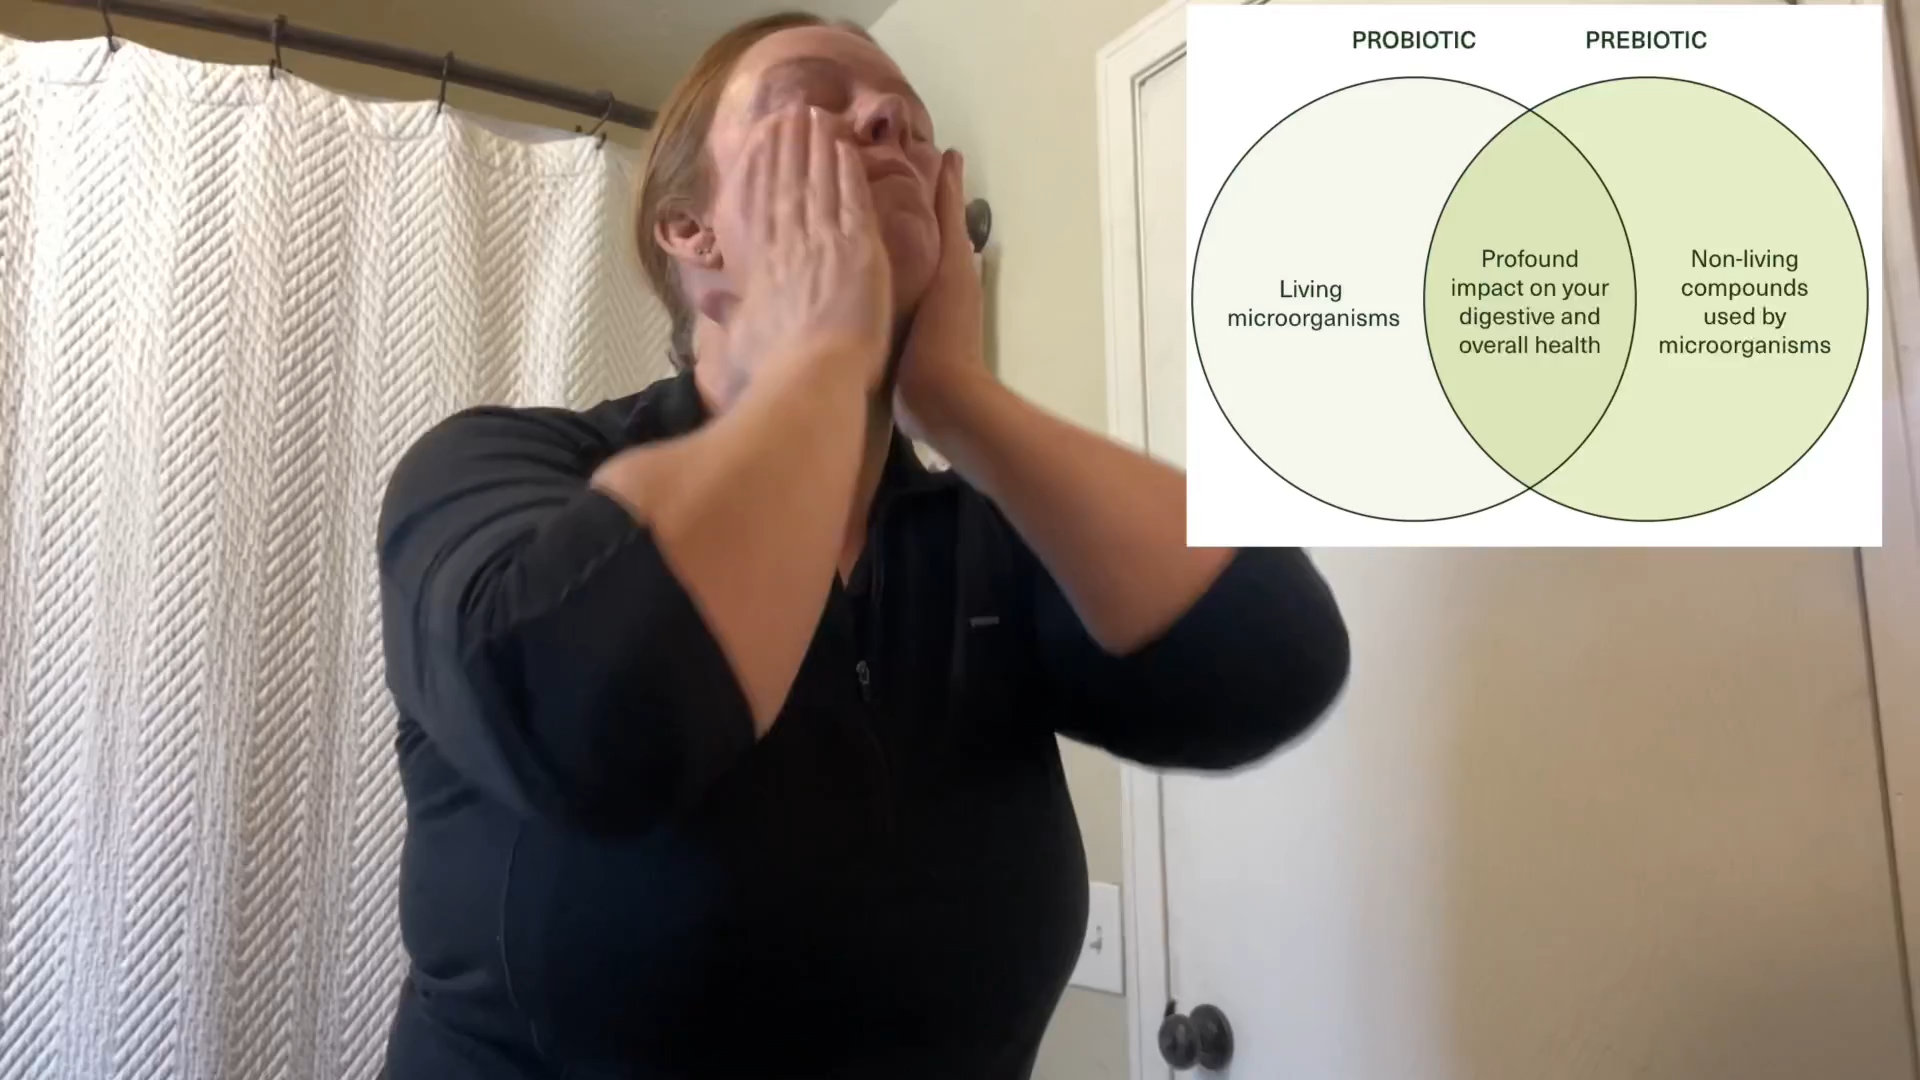 PROBIOTIC
PREBIOTIC
Living
microorganisms
Profound
impact on your
digestive and
overall health
Non-living
compounds
used by
microorganisms